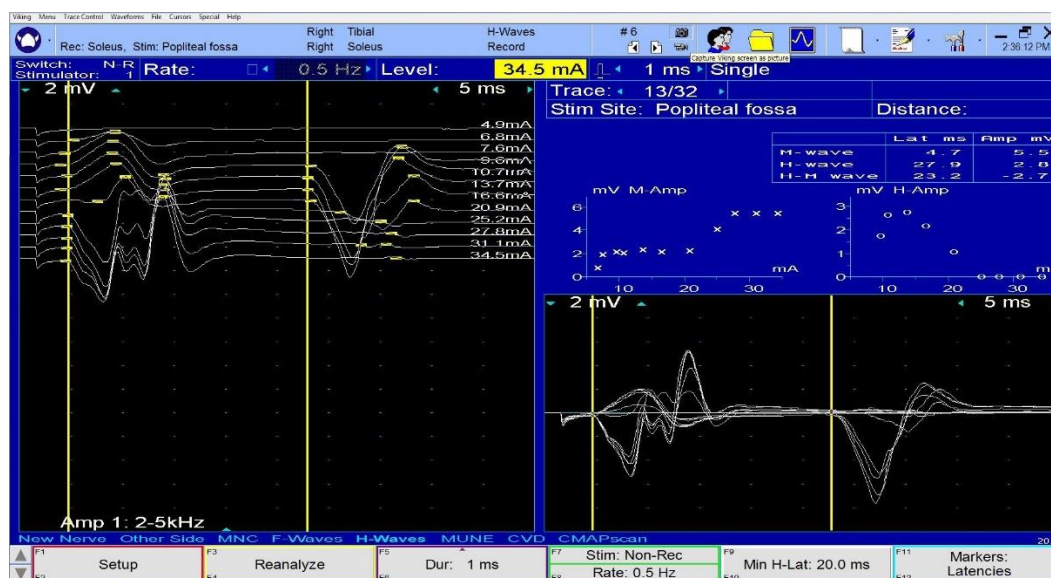 Viking Menu Trace Control Waveforms File Cursors Special Help
Right Tibial H-Waves # 6
Rec: Soleus, Stim: Popliteal fossa Right Soleus Record
2:36:12 PM
Capture Viking screen as picture
Switch: N-R Rate: 0.5 Hz Level: 34.5 mA 1 ms Single
Stimulator: 1
2 mV 5 ms
Trace: 13/32
Stim Site: Popliteal fossa Distance:
4.9mA
6.8mA
7.6mA
9.6mA
10.7mA
13.7mA
16.6mA
20.9mA
25.2mA
27.8mA
31.1mA
34.5mA
Lat ms Amp mV
M-wave 4.7 5.5
H-wave 27.9 2.8
H-M wave 23.2 -2.7
mV M-Amp
6
4
2
0
10 20 30
mA
mV H-Amp
3
2
1
0
10 20 30
mA
2 mV 5 ms
Amp 1: 2-5kHz
New Nerve Other Side MNC F-Waves H-Waves MUNE CVD CMAPscan
20
F1 Setup
F2
F3 Reanalyze
F4
F5 Dur: 1 ms
F6
F7 Stim: Non-Rec
F8 Rate: 0.5 Hz
F9 Min H-Lat: 20.0 ms
F10
F11 Markers:
F12 Latencies